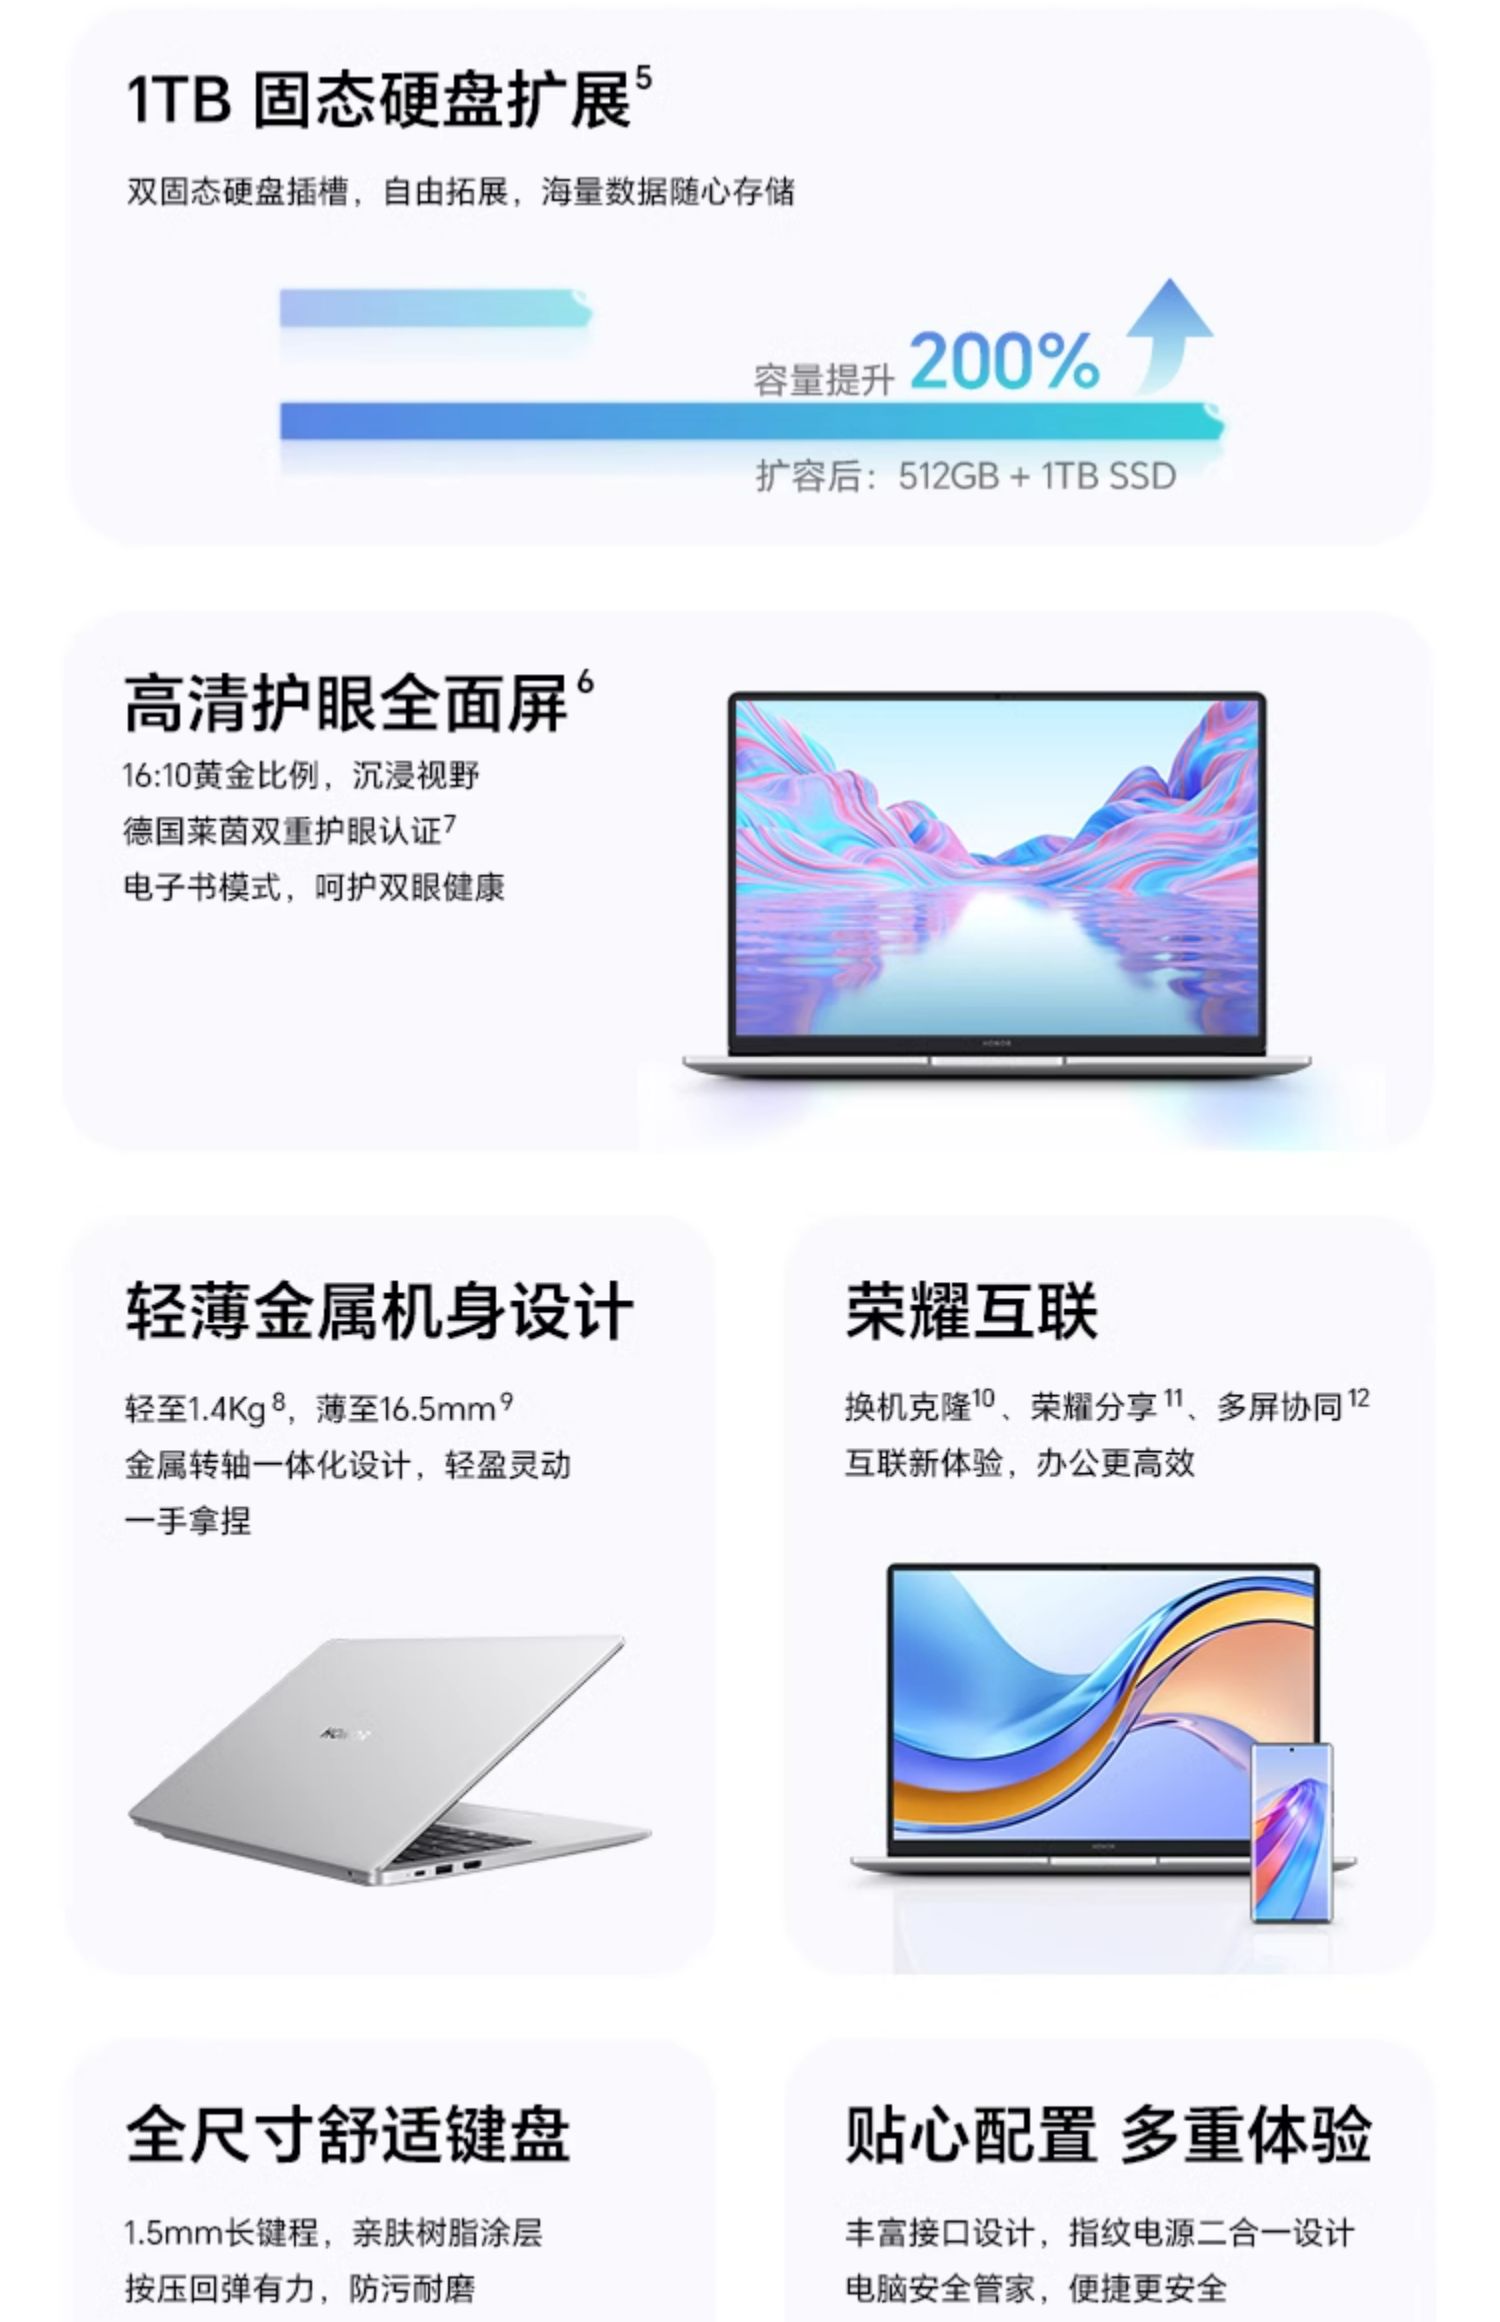 1TB 固态硬盘扩展5
双固态硬盘插槽，自由拓展，海量数据随心存储
容量提升 200%
扩容后：512GB + 1TB SSD
高清护眼全面屏6
16:10黄金比例，沉浸视野
德国莱茵双重护眼认证7
电子书模式，呵护双眼健康
HONOR
轻薄金属机身设计
轻至1.4Kg8，薄至16.5mm9
金属转轴一体化设计，轻盈灵动
一手拿捏
HONOR
荣耀互联
换机克隆10、荣耀分享11、多屏协同12
互联新体验，办公更高效
HONOR
全尺寸舒适键盘
1.5mm长键程，亲肤树脂涂层
按压回弹有力，防污耐磨
贴心配置 多重体验
丰富接口设计，指纹电源二合一设计
电脑安全管家，便捷更安全